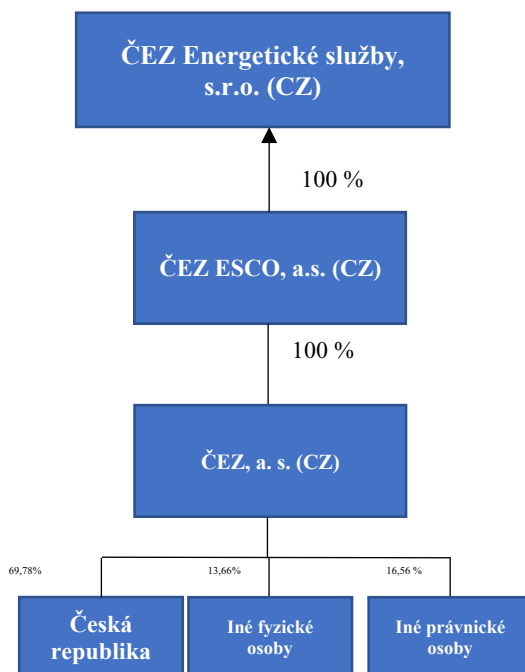 ČEZ Energetické služby,
s.r.o. (CZ)
100 %
ČEZ ESCO, a.s. (CZ)
100 %
ČEZ, a. s. (CZ)
69,78%
13,66%
16,56 %
Česká
republika
Iné fyzické
osoby
Iné právnické
osoby